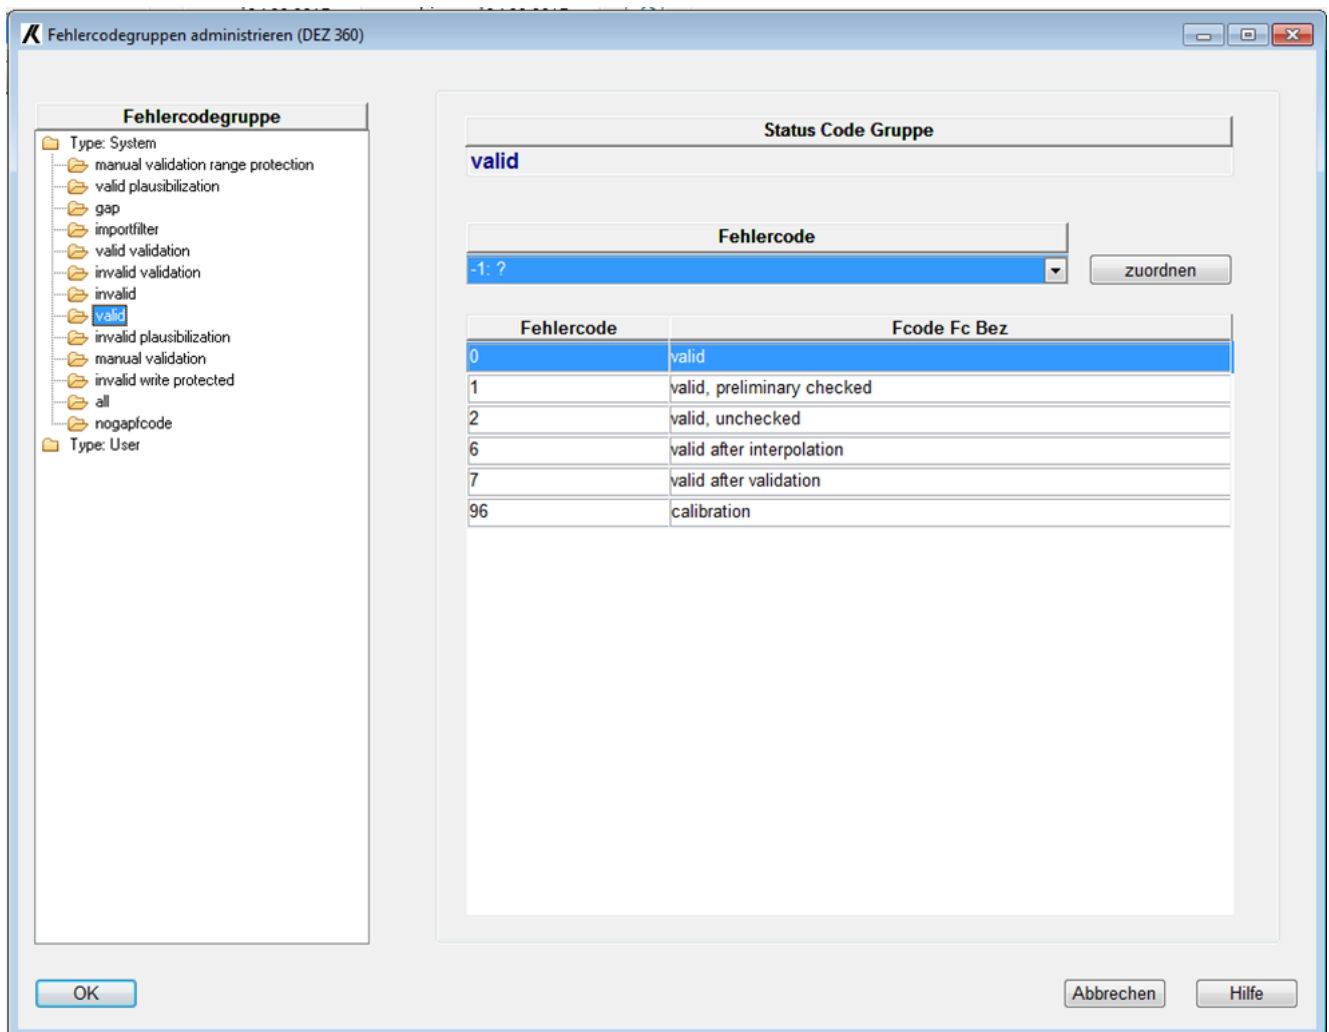 Fehlercodegruppen administrieren (DEZ 360)
Fehlercodegruppe
Type: System
manual validation range protection
valid plausibilization
gap
importfilter
valid validation
invalid validation
invalid
valid
invalid plausibilization
manual validation
invalid write protected
all
nogapfcode
Type: User
Status Code Gruppe
valid
Fehlercode
-1: ?
zuordnen
Fehlercode Fcode Fc Bez
0 valid
1 valid, preliminary checked
2 valid, unchecked
6 valid after interpolation
7 valid after validation
96 calibration
OK Abbrechen Hilfe